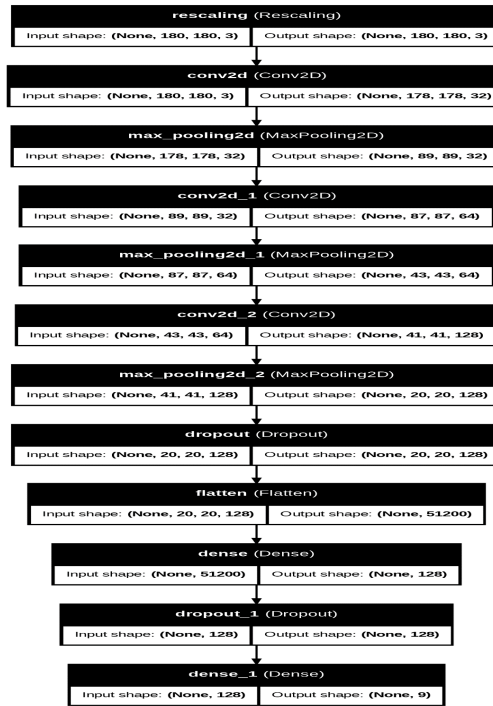 rescaling (Rescaling)
Input shape: (None, 180, 180, 3) Output shape: (None, 180, 180, 3)
conv2d (Conv2D)
Input shape: (None, 180, 180, 3) Output shape: (None, 178, 178, 32)
max_pooling2d (MaxPooling2D)
Input shape: (None, 178, 178, 32) Output shape: (None, 89, 89, 32)
conv2d_1 (Conv2D)
Input shape: (None, 89, 89, 32) Output shape: (None, 87, 87, 64)
max_pooling2d_1 (MaxPooling2D)
Input shape: (None, 87, 87, 64) Output shape: (None, 43, 43, 64)
conv2d_2 (Conv2D)
Input shape: (None, 43, 43, 64) Output shape: (None, 41, 41, 128)
max_pooling2d_2 (MaxPooling2D)
Input shape: (None, 41, 41, 128) Output shape: (None, 20, 20, 128)
dropout (Dropout)
Input shape: (None, 20, 20, 128) Output shape: (None, 20, 20, 128)
flatten (Flatten)
Input shape: (None, 20, 20, 128) Output shape: (None, 51200)
dense (Dense)
Input shape: (None, 51200) Output shape: (None, 128)
dropout_1 (Dropout)
Input shape: (None, 128) Output shape: (None, 128)
dense_1 (Dense)
Input shape: (None, 128) Output shape: (None, 9)